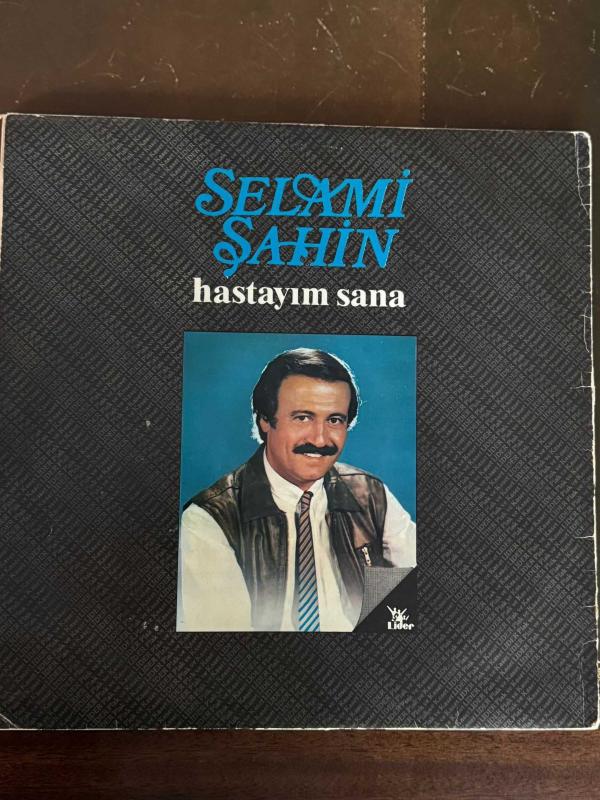 SELAMİ
ŞAHİN
hastayım sana
Lider